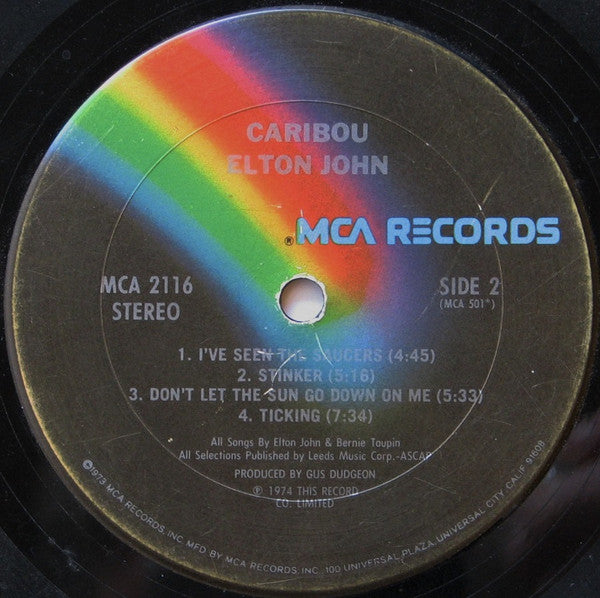 CARIBOU
ELTON JOHN
® MCA RECORDS
MCA 2116
STEREO
SIDE 2
(MCA 501*)
1. I'VE SEEN THE SAUCERS (4:45)
2. STINKER (5:16)
3. DON'T LET THE SUN GO DOWN ON ME (5:33)
4. TICKING (7:34)
All Songs By Elton John & Bernie Taupin
All Selections Published by Leeds Music Corp.-ASCAP
PRODUCED BY GUS DUDGEON
℗ 1974 THIS RECORD
CO. LIMITED
©1973 MCA RECORDS, INC. MFD BY MCA RECORDS, INC., 100 UNIVERSAL PLAZA, UNIVERSAL CITY, CALIF. 91608